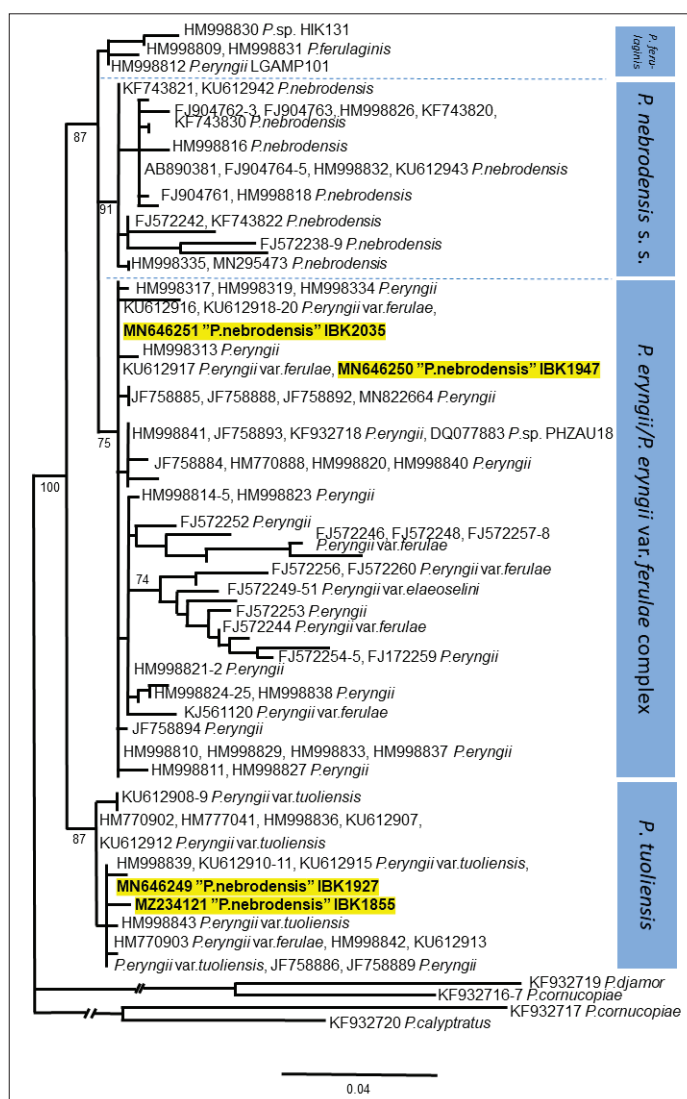 HM998830 P.sp. HIK131
HM998809, HM998831 P.ferulaginis
HM998812 P.eryngii LGAMP101
P. feru-
laginis
87
KF743821, KU612942 P.nebrodensis
FJ904762-3, FJ904763, HM998826, KF743820,
KF743830 P.nebrodensis
HM998816 P.nebrodensis
AB890381, FJ904764-5, HM998832, KU612943 P.nebrodensis
FJ904761, HM998818 P.nebrodensis
91
FJ572242, KF743822 P.nebrodensis
FJ572238-9 P.nebrodensis
HM998335, MN295473 P.nebrodensis
P. nebrodensis s. s.
HM998317, HM998319, HM998334 P.eryngii
KU612916, KU612918-20 P.eryngii var.ferulae,
MN646251 "P.nebrodensis" IBK2035
HM998313 P.eryngii
KU612917 P.eryngii var.ferulae, MN646250 "P.nebrodensis" IBK1947
JF758885, JF758888, JF758892, MN822664 P.eryngii
75
HM998841, JF758893, KF932718 P.eryngii, DQ077883 P.sp. PHZAU18
JF758884, HM770888, HM998820, HM998840 P.eryngii
100
HM998814-5, HM998823 P.eryngii
FJ572252 P.eryngii
FJ572246, FJ572248, FJ572257-8
P.eryngii var.ferulae
74
FJ572256, FJ572260 P.eryngii var.ferulae
FJ572249-51 P.eryngii var.elaeoselini
FJ572253 P.eryngii
FJ572244 P.eryngii var.ferulae
FJ572254-5, FJ172259 P.eryngii
HM998821-2 P.eryngii
HM998824-25, HM998838 P.eryngii
KJ561120 P.eryngii var.ferulae
JF758894 P.eryngii
HM998810, HM998829, HM998833, HM998837 P.eryngii
HM998811, HM998827 P.eryngii
P. eryngii/P. eryngii var. ferulae complex
KU612908-9 P.eryngii var.tuoliensis
87
HM770902, HM777041, HM998836, KU612907,
KU612912 P.eryngii var.tuoliensis
HM998839, KU612910-11, KU612915 P.eryngii var.tuoliensis,
MN646249 "P.nebrodensis" IBK1927
MZ234121 "P.nebrodensis" IBK1855
HM998843 P.eryngii var.tuoliensis
HM770903 P.eryngii var.ferulae, HM998842, KU612913
P.eryngii var.tuoliensis, JF758886, JF758889 P.eryngii
P. tuoliensis
KF932719 P.djamor
KF932716-7 P.cornucopiae
KF932717 P.cornucopiae
KF932720 P.calyptratus
0.04